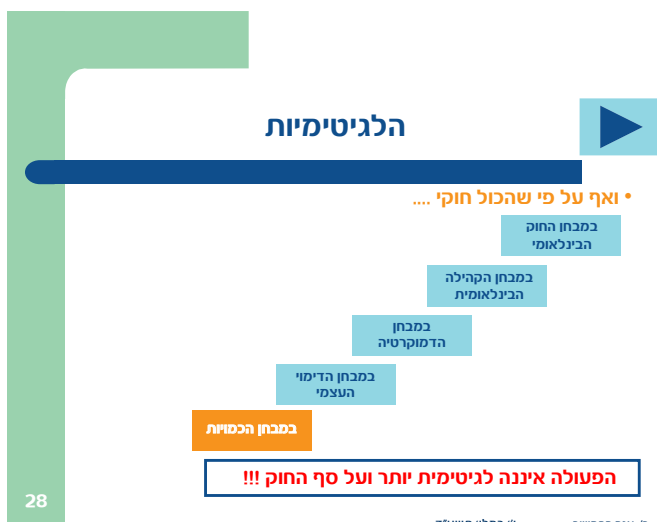 הלגיטימיות
• ואף על פי שהכול חוקי ....
במבחן החוק
הבינלאומי
במבחן הקהילה
הבינלאומית
במבחן
הדמוקרטיה
במבחן הדימוי
העצמי
במבחן הכמויות
הפעולה איננה לגיטימית יותר ועל סף החוק !!!
28